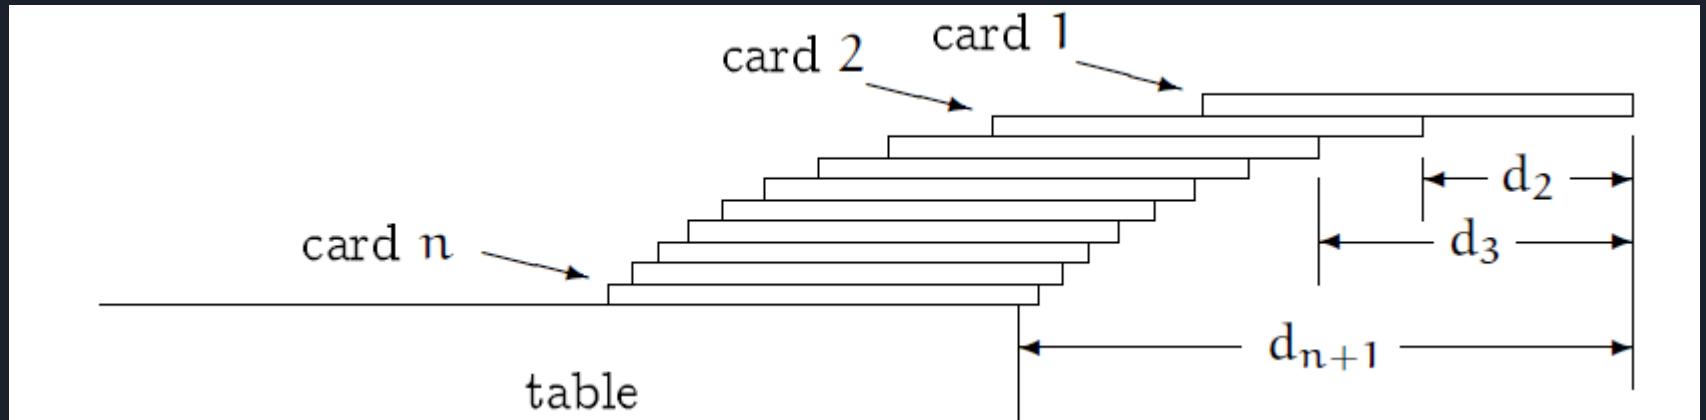 card 1
card 2
d₂
card n
d₃
dₙ₊₁
table